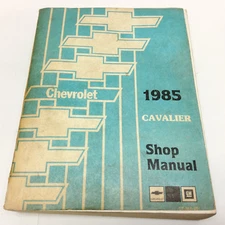 Chevrolet
1985
CAVALIER
Shop
Manual